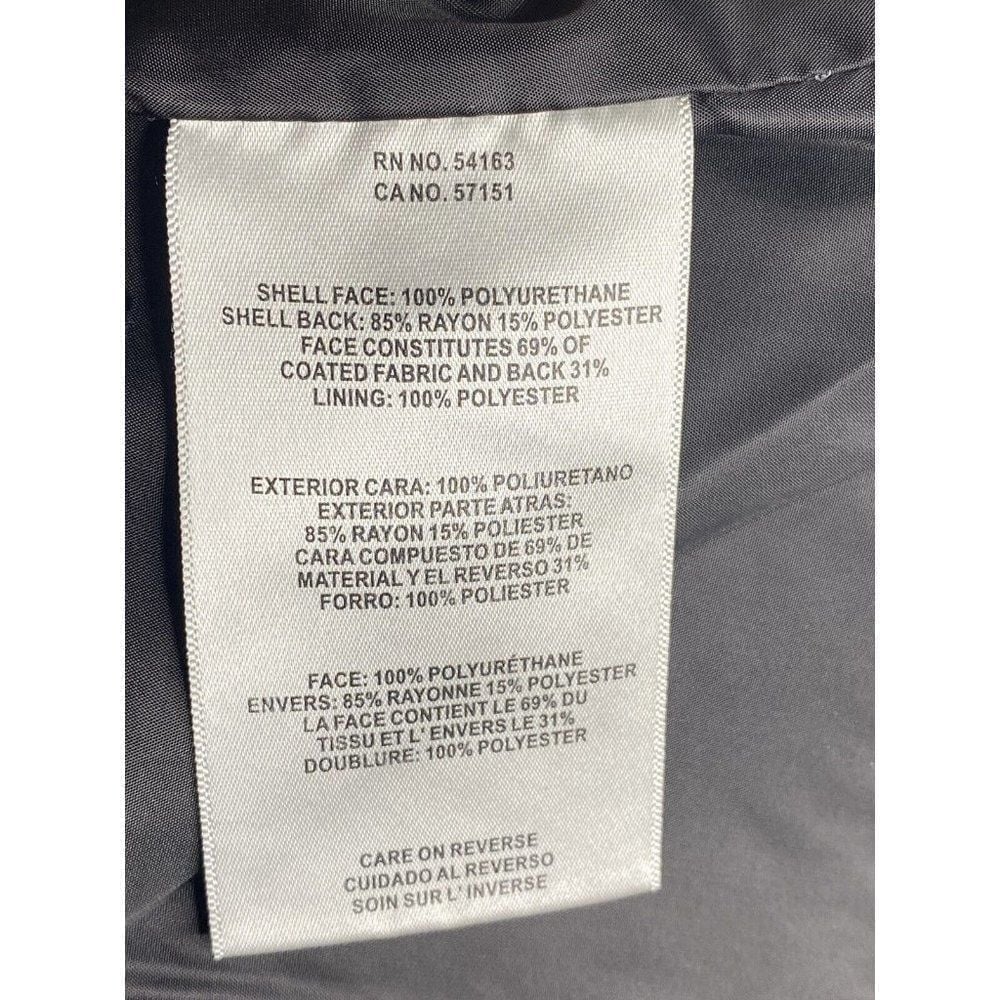 RN NO. 54163
CA NO. 57151
SHELL FACE: 100% POLYURETHANE
SHELL BACK: 85% RAYON 15% POLYESTER
FACE CONSTITUTES 69% OF
COATED FABRIC AND BACK 31%
LINING: 100% POLYESTER
EXTERIOR CARA: 100% POLIURETANO
EXTERIOR PARTE ATRAS:
85% RAYON 15% POLIESTER
CARA COMPUESTO DE 69% DE
MATERIAL Y EL REVERSO 31%
FORRO: 100% POLIESTER
FACE: 100% POLYURÉTHANE
ENVERS: 85% RAYONNE 15% POLYESTER
LA FACE CONTIENT LE 69% DU
TISSU ET L' ENVERS LE 31%
DOUBLURE: 100% POLYESTER
CARE ON REVERSE
CUIDADO AL REVERSO
SOIN SUR L' INVERSE